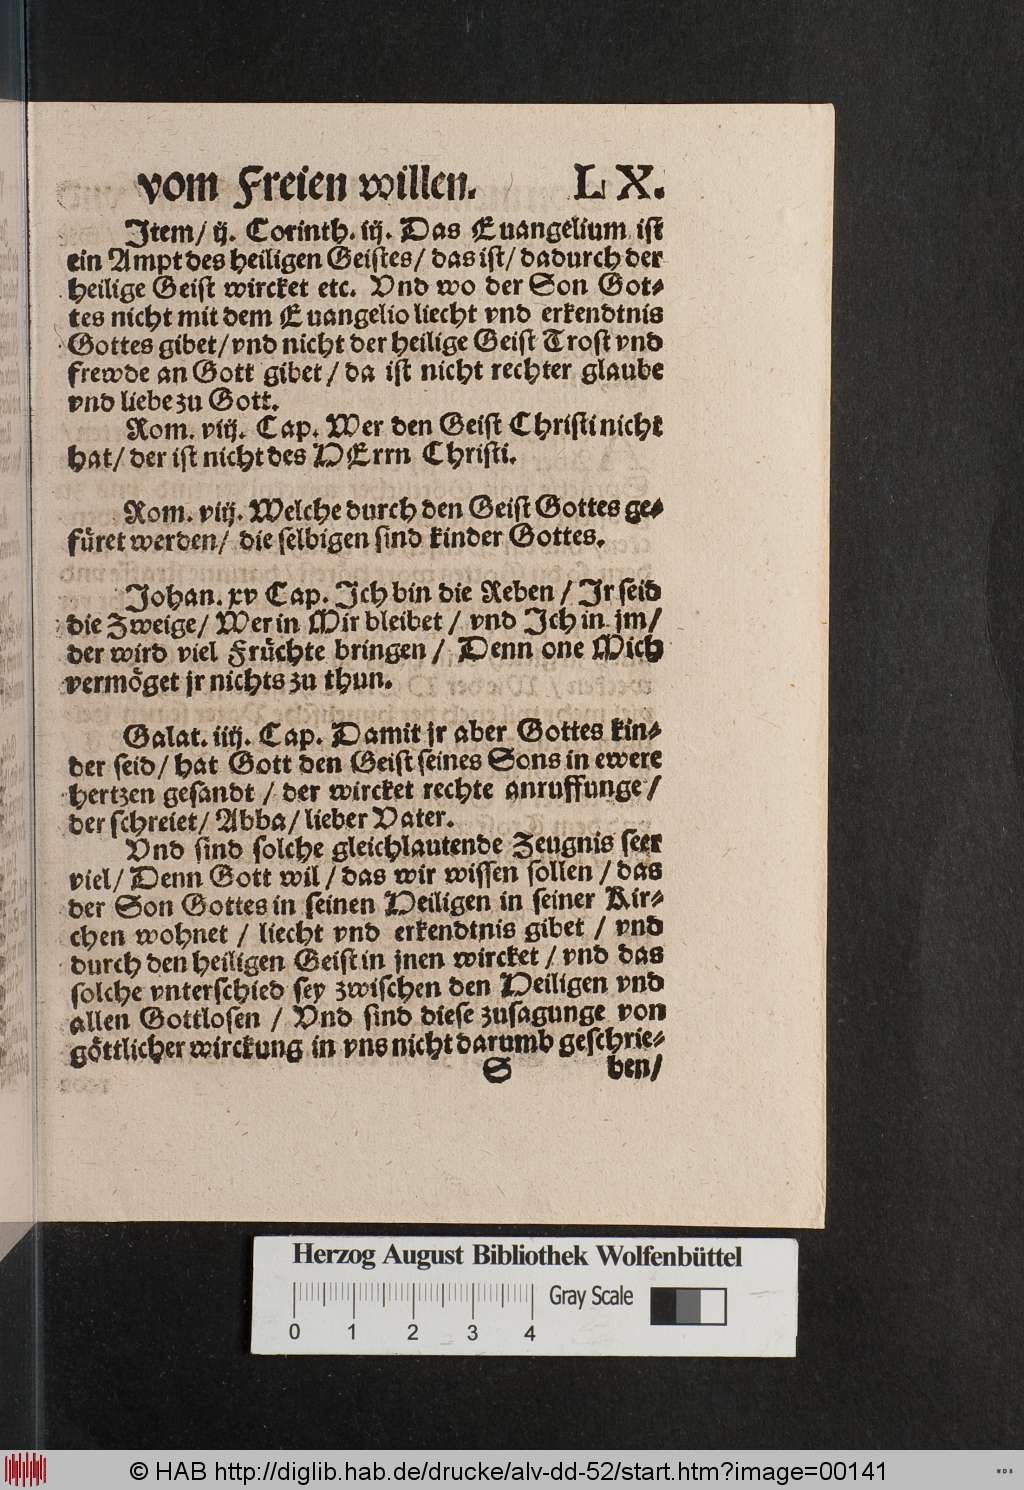 vom Freien willen. LX.
Item/ ij. Corinth. iij. Das Euangelium ist
ein Ampt des heiligen Geistes/ das ist/ dadurch der
heilige Geist wircket etc. Vnd wo der Son Got-
tes nicht mit dem Euangelio liecht vnd erkendtnis
Gottes gibet/ vnd nicht der heilige Geist Trost vnd
frewde an Gott gibet/ da ist nicht rechter glaube
vnd liebe zu Gott.
Rom. viij. Cap. Wer den Geist Christi nicht
hat/ der ist nicht des HErrn Christi.
Rom. viij. Welche durch den Geist Gottes ge-
füret werden/ die selbigen sind kinder Gottes.
Johan. xv Cap. Ich bin die Reben / Ir seid
die Zweige/ Wer in Mir bleibet / vnd Ich in jm/
der wird viel Früchte bringen / Denn one Mich
vermöget jr nichts zu thun.
Galat. iiij. Cap. Damit jr aber Gottes kin-
der seid/ hat Gott den Geist seines Sons in ewere
hertzen gesandt / der wircket rechte anruffunge/
der schreiet/ Abba/ lieber Vater.
Vnd sind solche gleichlautende Zeugnis seer
viel/ Denn Gott wil/ das wir wissen sollen / das
der Son Gottes in seinen Heiligen in seiner Kir-
chen wohnet / liecht vnd erkendtnis gibet / vnd
durch den heiligen Geist in jnen wircket / vnd das
solche vnterschied sey zwischen den Heiligen vnd
allen Gottlosen / Vnd sind diese zusagunge von
göttlicher wirckung in vns nicht darumb geschrie-
S ben/
Herzog August Bibliothek Wolfenbüttel
Gray Scale
0 1 2 3 4
© HAB http://diglib.hab.de/drucke/alv-dd-52/start.htm?image=00141